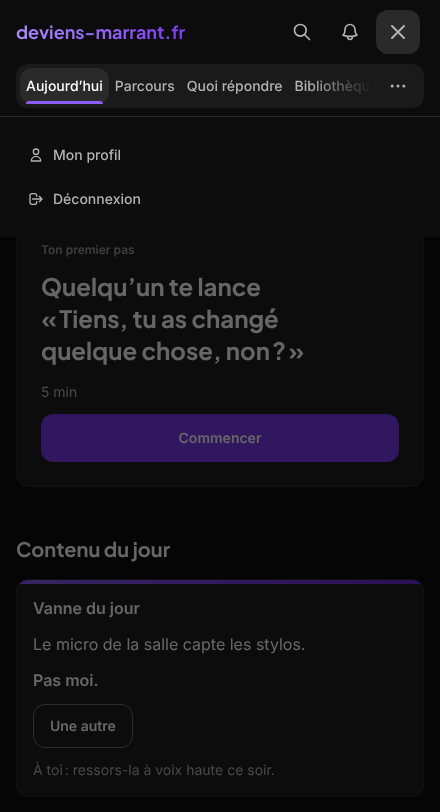 deviens-marrant.fr
Aujourd’hui Parcours Quoi répondre Bibliothèqu
Mon profil
Déconnexion
Ton premier pas
Quelqu’un te lance
« Tiens, tu as changé
quelque chose, non ? »
5 min
Commencer
Contenu du jour
Vanne du jour
Le micro de la salle capte les stylos.
Pas moi.
Une autre
À toi : ressors-la à voix haute ce soir.